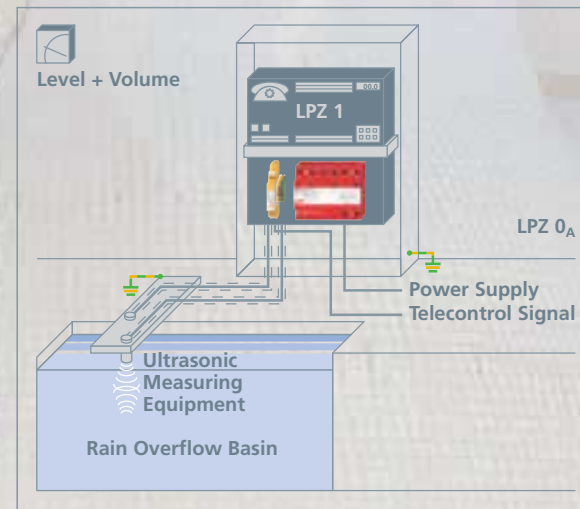 Level + Volume
00.0
LPZ 1
LPZ 0A
Power Supply
Telecontrol Signal
Ultrasonic
Measuring
Equipment
Rain Overflow Basin